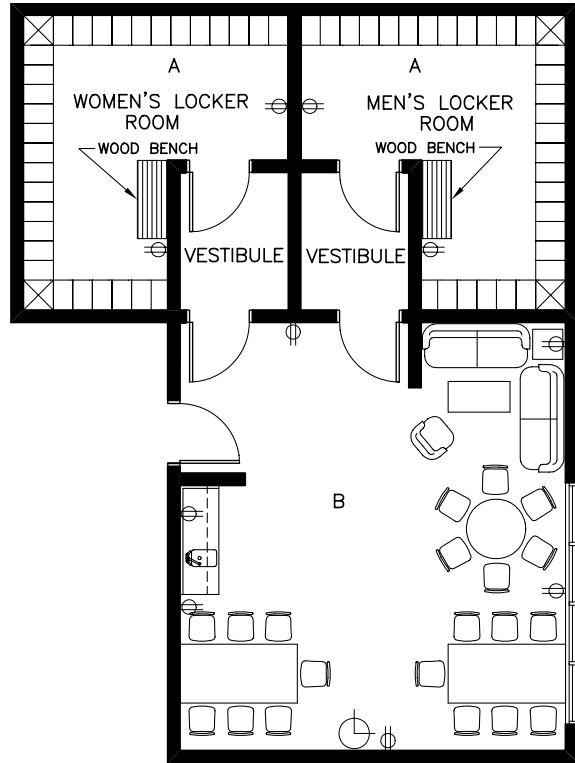 A
WOMEN'S LOCKER
ROOM
WOOD BENCH
A
MEN'S LOCKER
ROOM
WOOD BENCH
VESTIBULE
VESTIBULE
B